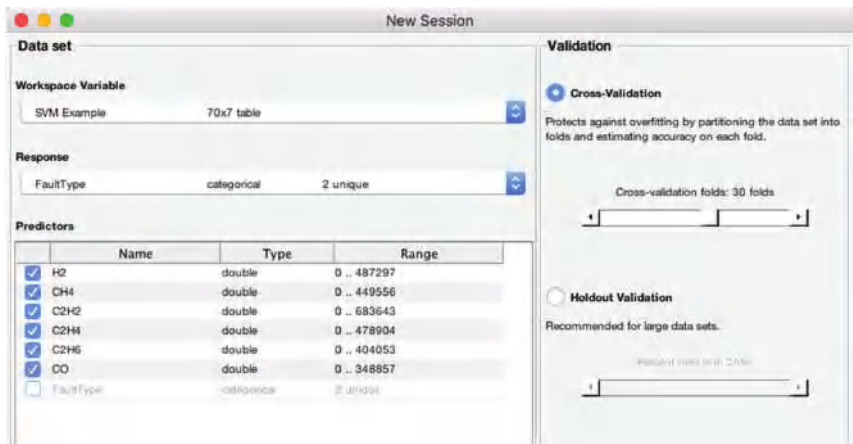 New Session
Data set
Workspace Variable
SVM Example 70x7 table
Response
FaultType categorical 2 unique
Predictors
Name Type Range
H2 double 0 .. 487297
CH4 double 0 .. 449556
C2H2 double 0 .. 683643
C2H4 double 0 .. 478904
C2H6 double 0 .. 404053
CO double 0 .. 348857
FaultType categorical 2 unique
Validation
Cross-Validation
Protects against overfitting by partitioning the data set into
folds and estimating accuracy on each fold.
Cross-validation folds: 30 folds
Holdout Validation
Recommended for large data sets.